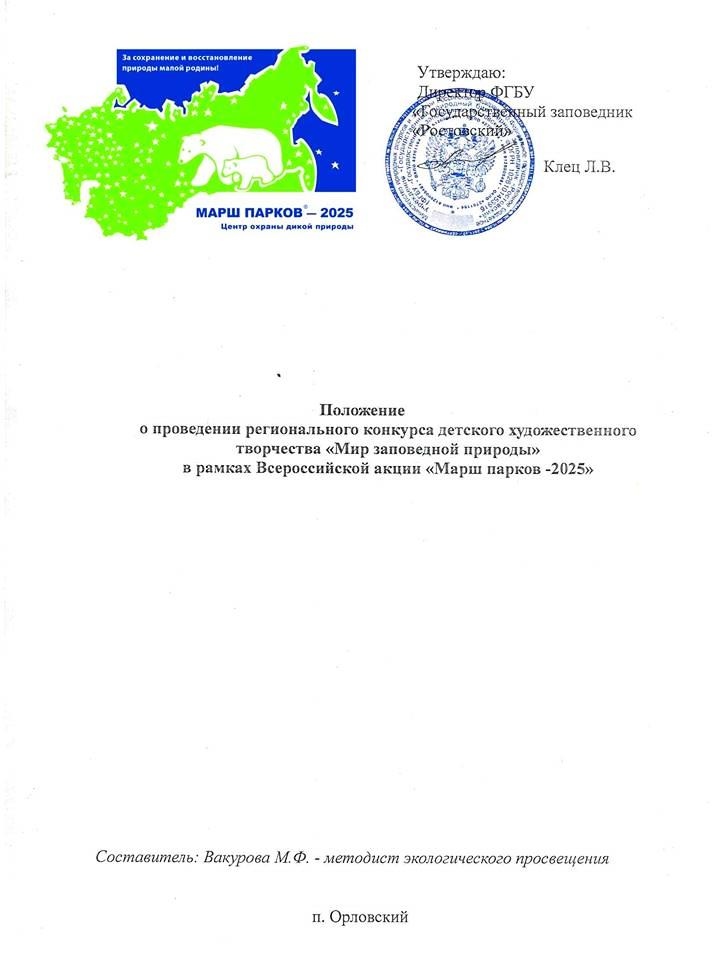 За сохранение и восстановление
природы малой родины!
МАРШ ПАРКОВ® — 2025
Центр охраны дикой природы
Утверждаю:
Директор ФГБУ
«Государственный заповедник
«Ростовский»
Клец Л.В.
Положение
о проведении регионального конкурса детского художественного
творчества «Мир заповедной природы»
в рамках Всероссийской акции «Марш парков -2025»
Составитель: Вакурова М.Ф. - методист экологического просвещения
п. Орловский